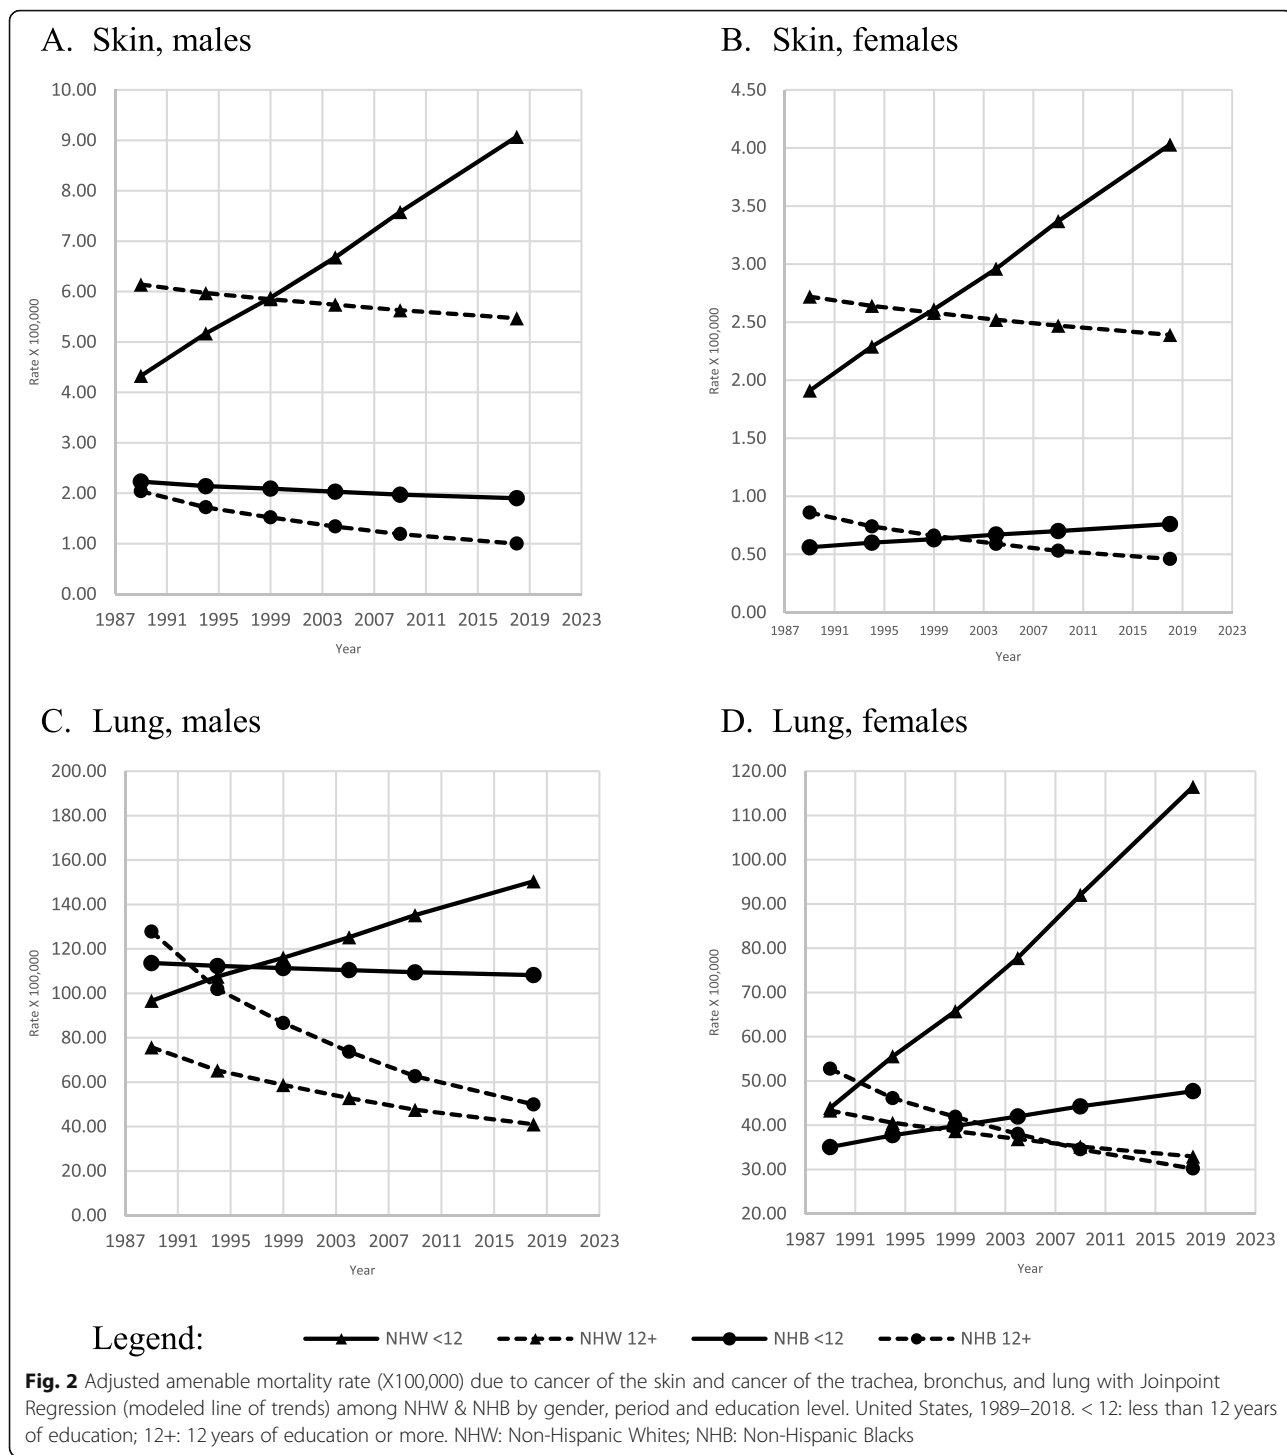 A. Skin, males
10.00
9.00
8.00
7.00
6.00
5.00
4.00
3.00
2.00
1.00
0.00
Rate X 100,000
1987 1991 1995 1999 2003 2007 2011 2015 2019 2023
Year
B. Skin, females
4.50
4.00
3.50
3.00
2.50
2.00
1.50
1.00
0.50
0.00
Rate X 100,000
1987 1991 1995 1999 2003 2007 2011 2015 2019 2023
Year
C. Lung, males
200.00
180.00
160.00
140.00
120.00
100.00
80.00
60.00
40.00
20.00
0.00
Rate X 100,000
1987 1991 1995 1999 2003 2007 2011 2015 2019 2023
Year
D. Lung, females
120.00
110.00
100.00
90.00
80.00
70.00
60.00
50.00
40.00
30.00
20.00
Rate X 100,000
1987 1991 1995 1999 2003 2007 2011 2015 2019 2023
Year
Legend: NHW <12 NHW 12+ NHB <12 NHB 12+
Fig. 2 Adjusted amenable mortality rate (X100,000) due to cancer of the skin and cancer of the trachea, bronchus, and lung with Joinpoint
Regression (modeled line of trends) among NHW & NHB by gender, period and education level. United States, 1989–2018. < 12: less than 12 years
of education; 12+: 12 years of education or more. NHW: Non-Hispanic Whites; NHB: Non-Hispanic Blacks